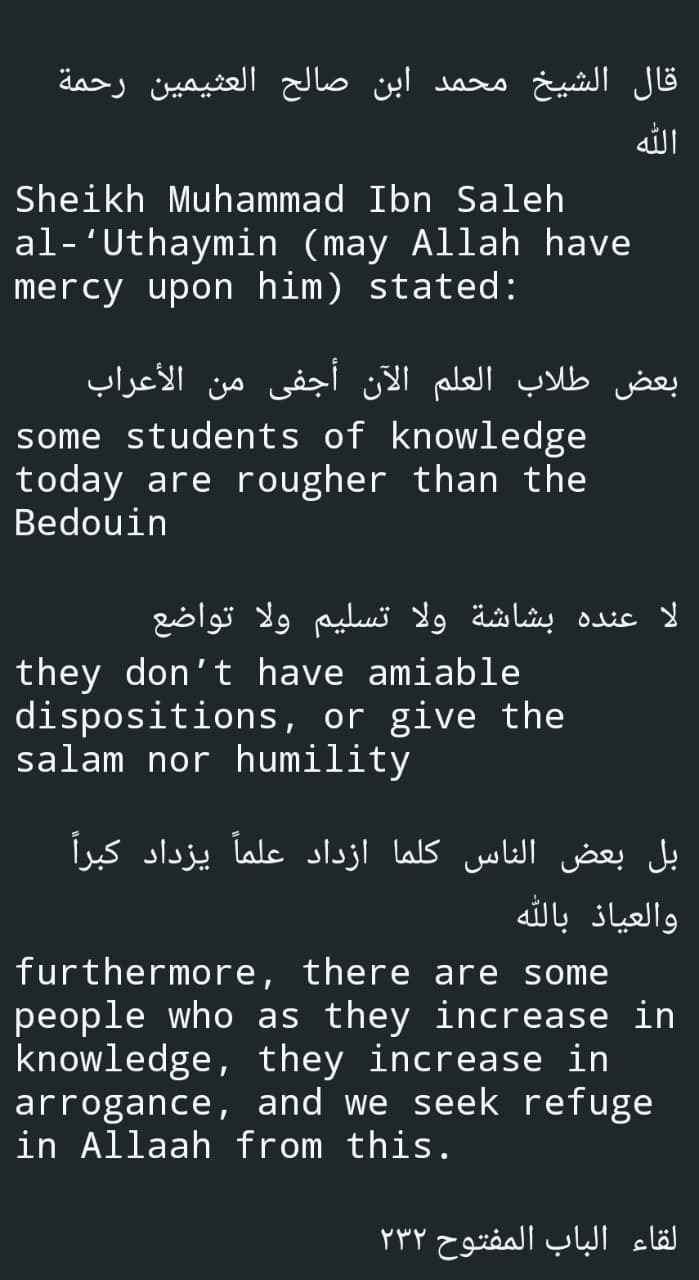 قال الشيخ محمد ابن صالح العثيمين رحمة
الله
Sheikh Muhammad Ibn Saleh
al-‘Uthaymin (may Allah have
mercy upon him) stated:
بعض طلاب العلم الآن أجفى من الأعراب
some students of knowledge
today are rougher than the
Bedouin
لا عنده بشاشة ولا تسليم ولا تواضع
they don’t have amiable
dispositions, or give the
salam nor humility
بل بعض الناس كلما ازداد علماً يزداد كبراً
والعياذ بالله
furthermore, there are some
people who as they increase in
knowledge, they increase in
arrogance, and we seek refuge
in Allaah from this.
لقاء الباب المفتوح ٢٣٢